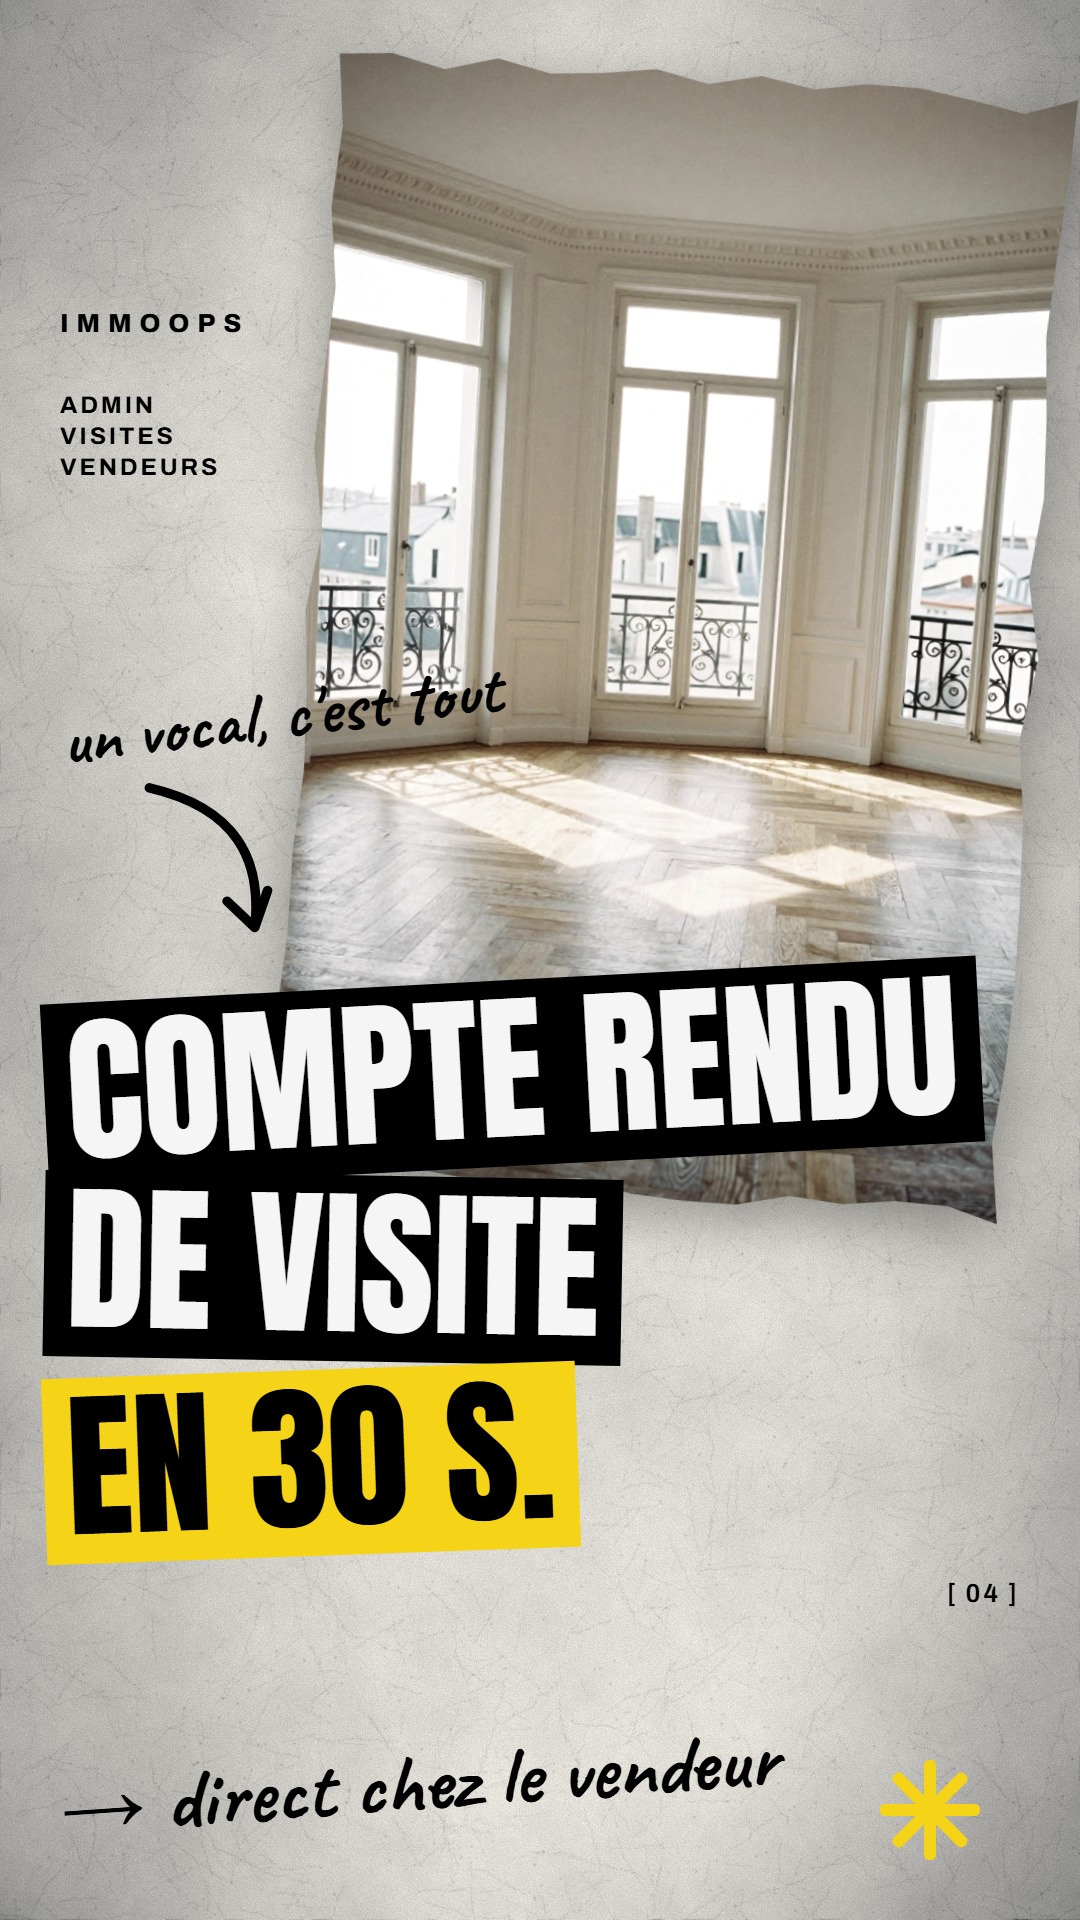 IMMOOPS
ADMIN
VISITES
VENDEURS
un vocal, c'est tout
COMPTE RENDU
DE VISITE
EN 30 S.
[ 04 ]
→ direct chez le vendeur